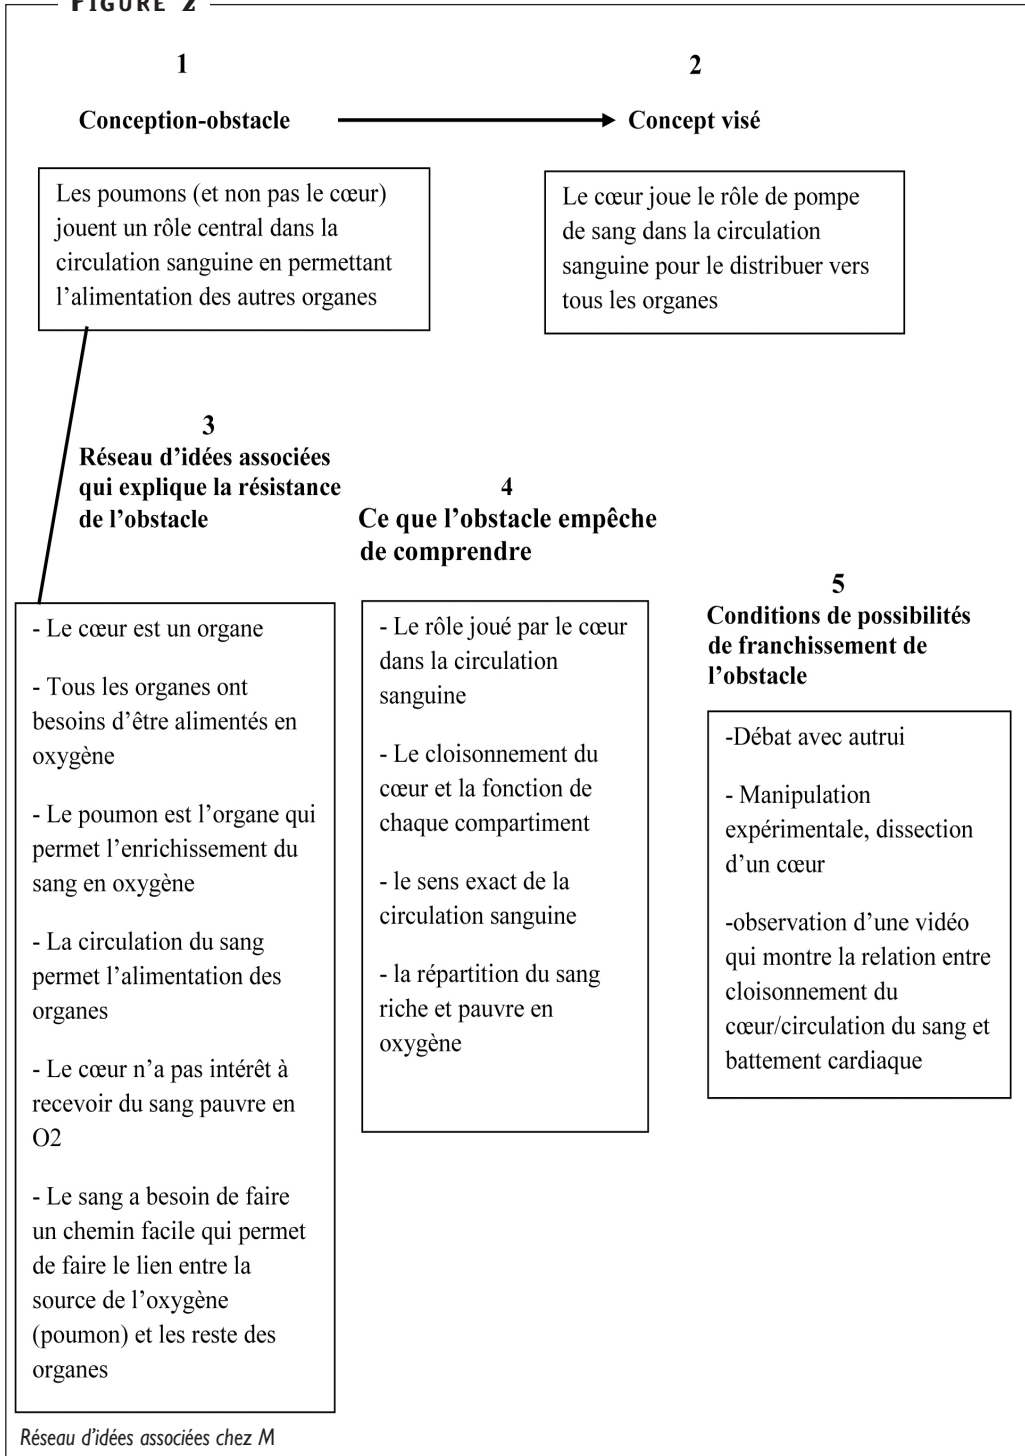 FIGURE 2
1
Conception-obstacle
2
Concept visé
Les poumons (et non pas le cœur)
jouent un rôle central dans la
circulation sanguine en permettant
l'alimentation des autres organes
Le cœur joue le rôle de pompe
de sang dans la circulation
sanguine pour le distribuer vers
tous les organes
3
Réseau d'idées associées
qui explique la résistance
de l'obstacle
4
Ce que l'obstacle empêche
de comprendre
5
Conditions de possibilités
de franchissement de
l'obstacle
- Le cœur est un organe
- Tous les organes ont
besoins d'être alimentés en
oxygène
- Le poumon est l'organe qui
permet l'enrichissement du
sang en oxygène
- La circulation du sang
permet l'alimentation des
organes
- Le cœur n'a pas intérêt à
recevoir du sang pauvre en
O2
- Le sang a besoin de faire
un chemin facile qui permet
de faire le lien entre la
source de l'oxygène
(poumon) et les reste des
organes
- Le rôle joué par le cœur
dans la circulation
sanguine
- Le cloisonnement du
cœur et la fonction de
chaque compartiment
- le sens exact de la
circulation sanguine
- la répartition du sang
riche et pauvre en
oxygène
-Débat avec autrui
- Manipulation
expérimentale, dissection
d'un cœur
-observation d'une vidéo
qui montre la relation entre
cloisonnement du
cœur/circulation du sang et
battement cardiaque
Réseau d'idées associées chez M